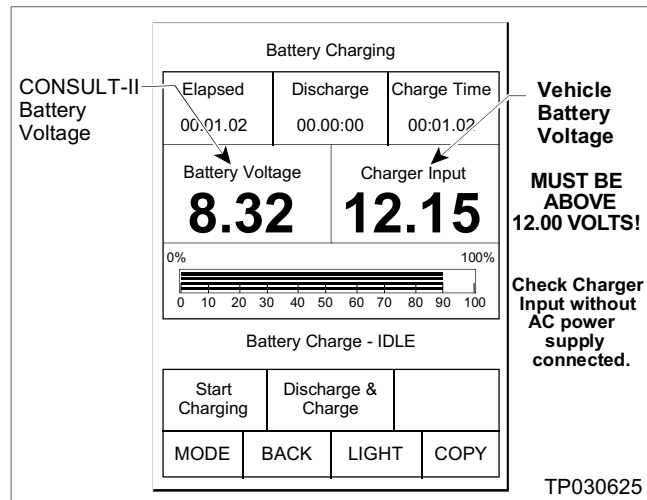 Battery Charging
CONSULT-II
Battery
Voltage
Elapsed
00:01.02
Discharge
00.00:00
Charge Time
00:01.02
Vehicle
Battery
Voltage
Battery Voltage
8.32
Charger Input
12.15
MUST BE
ABOVE
12.00 VOLTS!
0% 100%
0 10 20 30 40 50 60 70 80 90 100
Check Charger
Input without
AC power
supply
connected.
Battery Charge - IDLE
Start
Charging
Discharge &
Charge
MODE BACK LIGHT COPY
TP030625